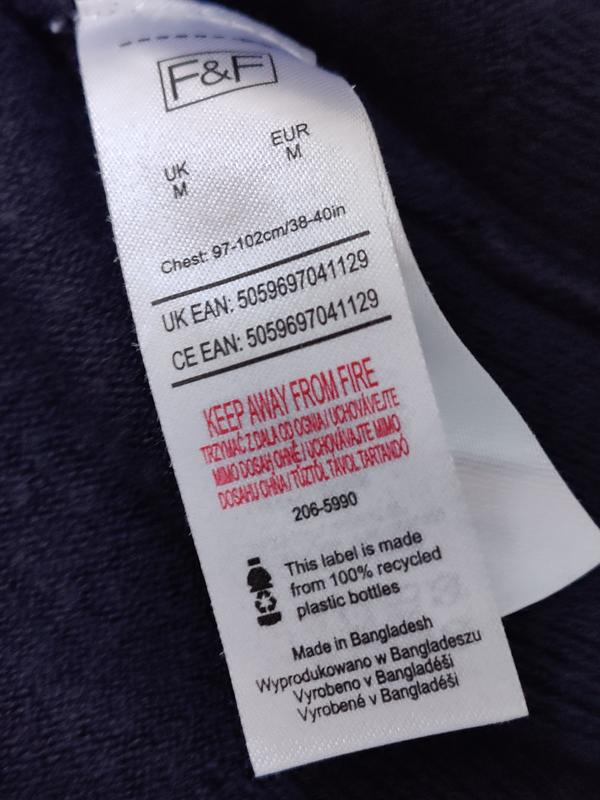 F&F
UK
M
EUR
M
Chest: 97-102cm/38-40in
UK EAN: 5059697041129
CE EAN: 5059697041129
KEEP AWAY FROM FIRE
TRZYMAĆ Z DALA OD OGNIA / UCHOVÁVEJTE
MIMO DOSAH OHNĚ / UCHOVÁVAJTE MIMO
DOSAHU OHŇA / TŰZTŐL TÁVOL TARTANDÓ
206-5990
This label is made
from 100% recycled
plastic bottles
Made in Bangladesh
Wyprodukowano w Bangladeszu
Vyrobeno v Bangladéši
Vyrobené v Bangladéši